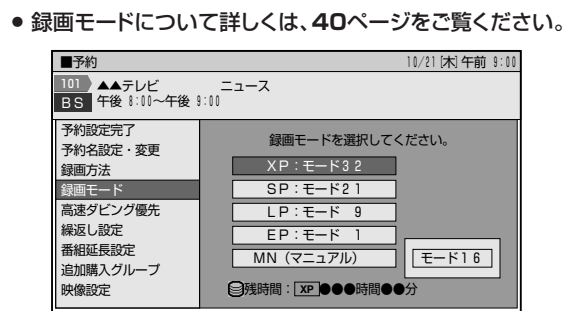 ● 録画モードについて詳しくは、40ページをご覧ください。
■予約 10/21[木]午前 9:00
101 ▲▲テレビ ニュース
BS 午後 8:00～午後 9:00
予約設定完了
予約名設定・変更
録画方法
録画モード
高速ダビング優先
繰返し設定
番組延長設定
追加購入グループ
映像設定
録画モードを選択してください。
XP：モード32
SP：モード21
LP：モード 9
EP：モード 1
MN（マニュアル）
モード16
残時間：XP●●●時間●●分